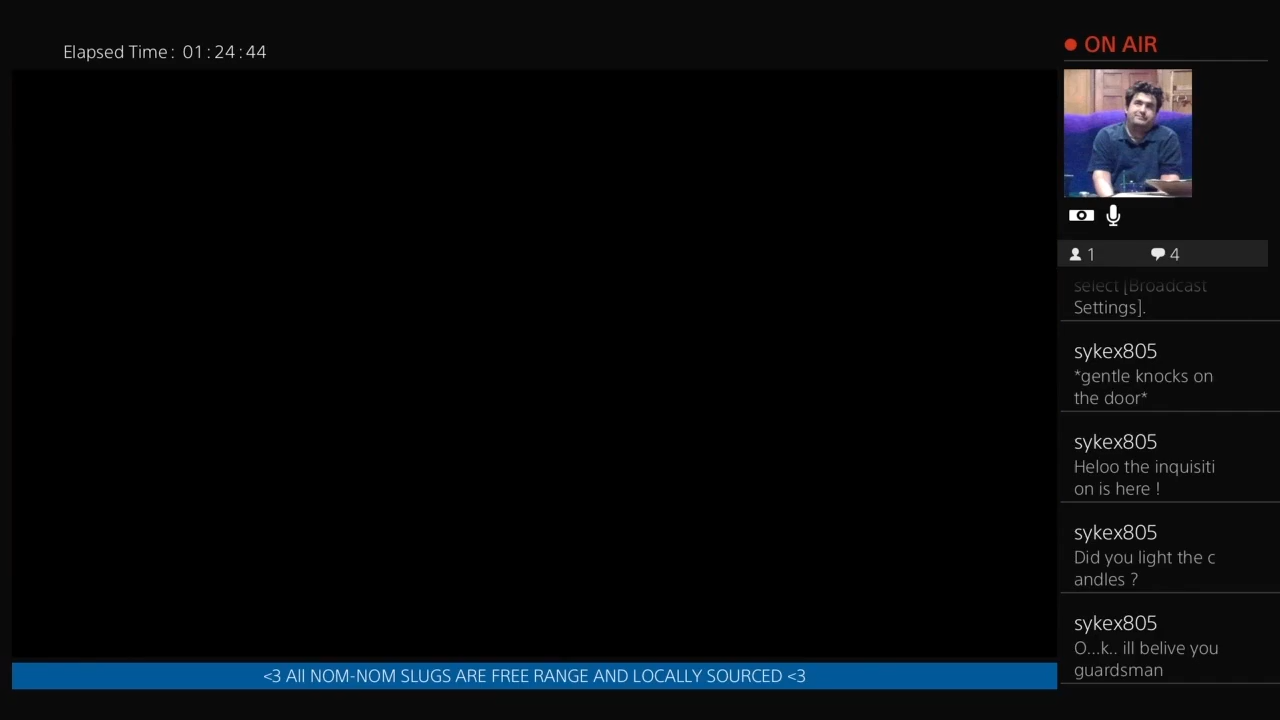 Elapsed Time: 01:24:44
ON AIR
1 4
select [Broadcast
Settings].
sykex805
*gentle knocks on
the door*
sykex805
Heloo the inquisiti
on is here !
sykex805
Did you light the c
andles ?
sykex805
O...k.. ill belive you
guardsman
<3 All NOM-NOM SLUGS ARE FREE RANGE AND LOCALLY SOURCED <3